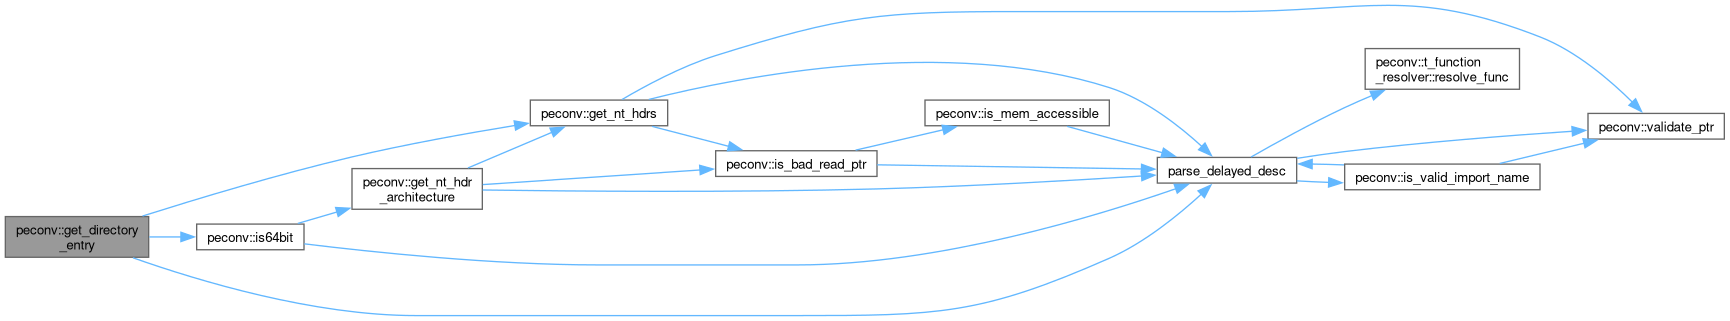 peconv::get_directory
_entry
peconv::is64bit
peconv::get_nt_hdr
_architecture
peconv::get_nt_hdrs
peconv::is_bad_read_ptr
peconv::is_mem_accessible
parse_delayed_desc
peconv::t_function
_resolver::resolve_func
peconv::is_valid_import_name
peconv::validate_ptr